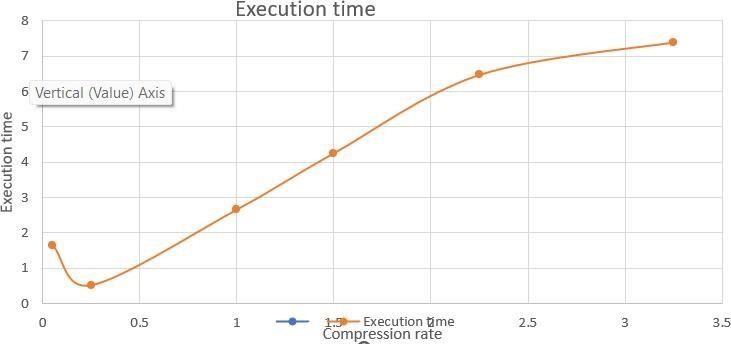 Execution time
8
7
6
Vertical (Value) Axis
5
4
3
2
1
0
Execution time
0 0.5 1 1.5 2 2.5 3 3.5
Execution time
Compression rate